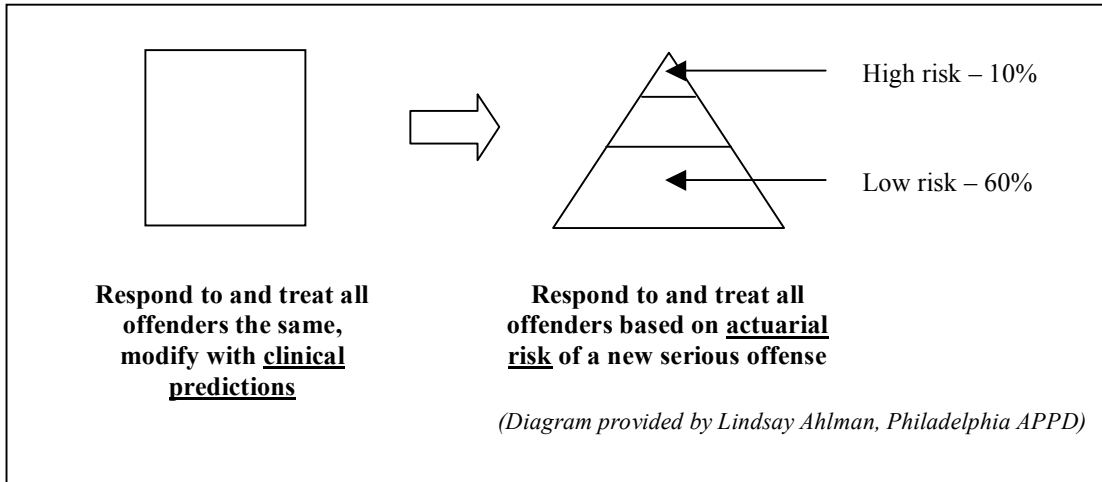 High risk – 10%
Low risk – 60%
Respond to and treat all
offenders the same,
modify with clinical
predictions
Respond to and treat all
offenders based on actuarial
risk of a new serious offense
(Diagram provided by Lindsay Ahlman, Philadelphia APPD)